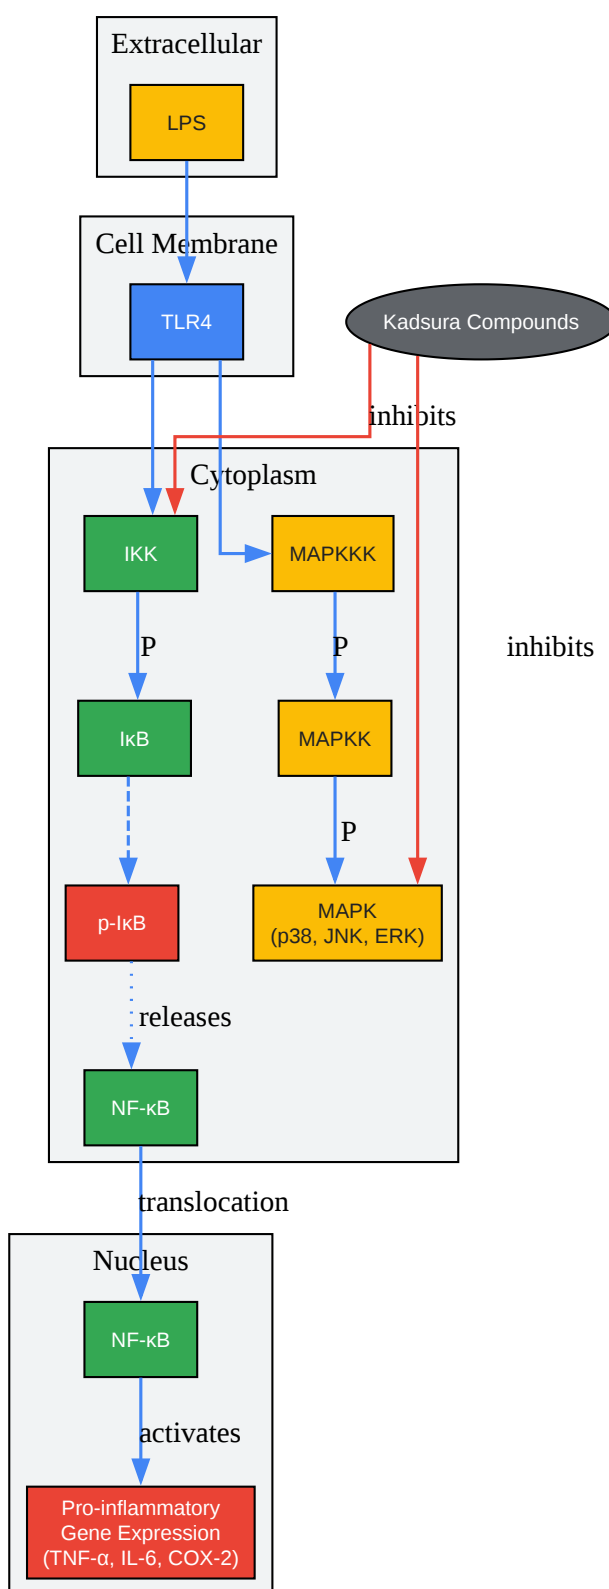 Extracellular
LPS
Cell Membrane
TLR4
Kadsura Compounds
inhibits
Cytoplasm
IKK
MAPKKK
P
P
inhibits
IκB
MAPKK
P
p-IκB
MAPK
(p38, JNK, ERK)
releases
NF-κB
translocation
Nucleus
NF-κB
activates
Pro-inflammatory
Gene Expression
(TNF-α, IL-6, COX-2)